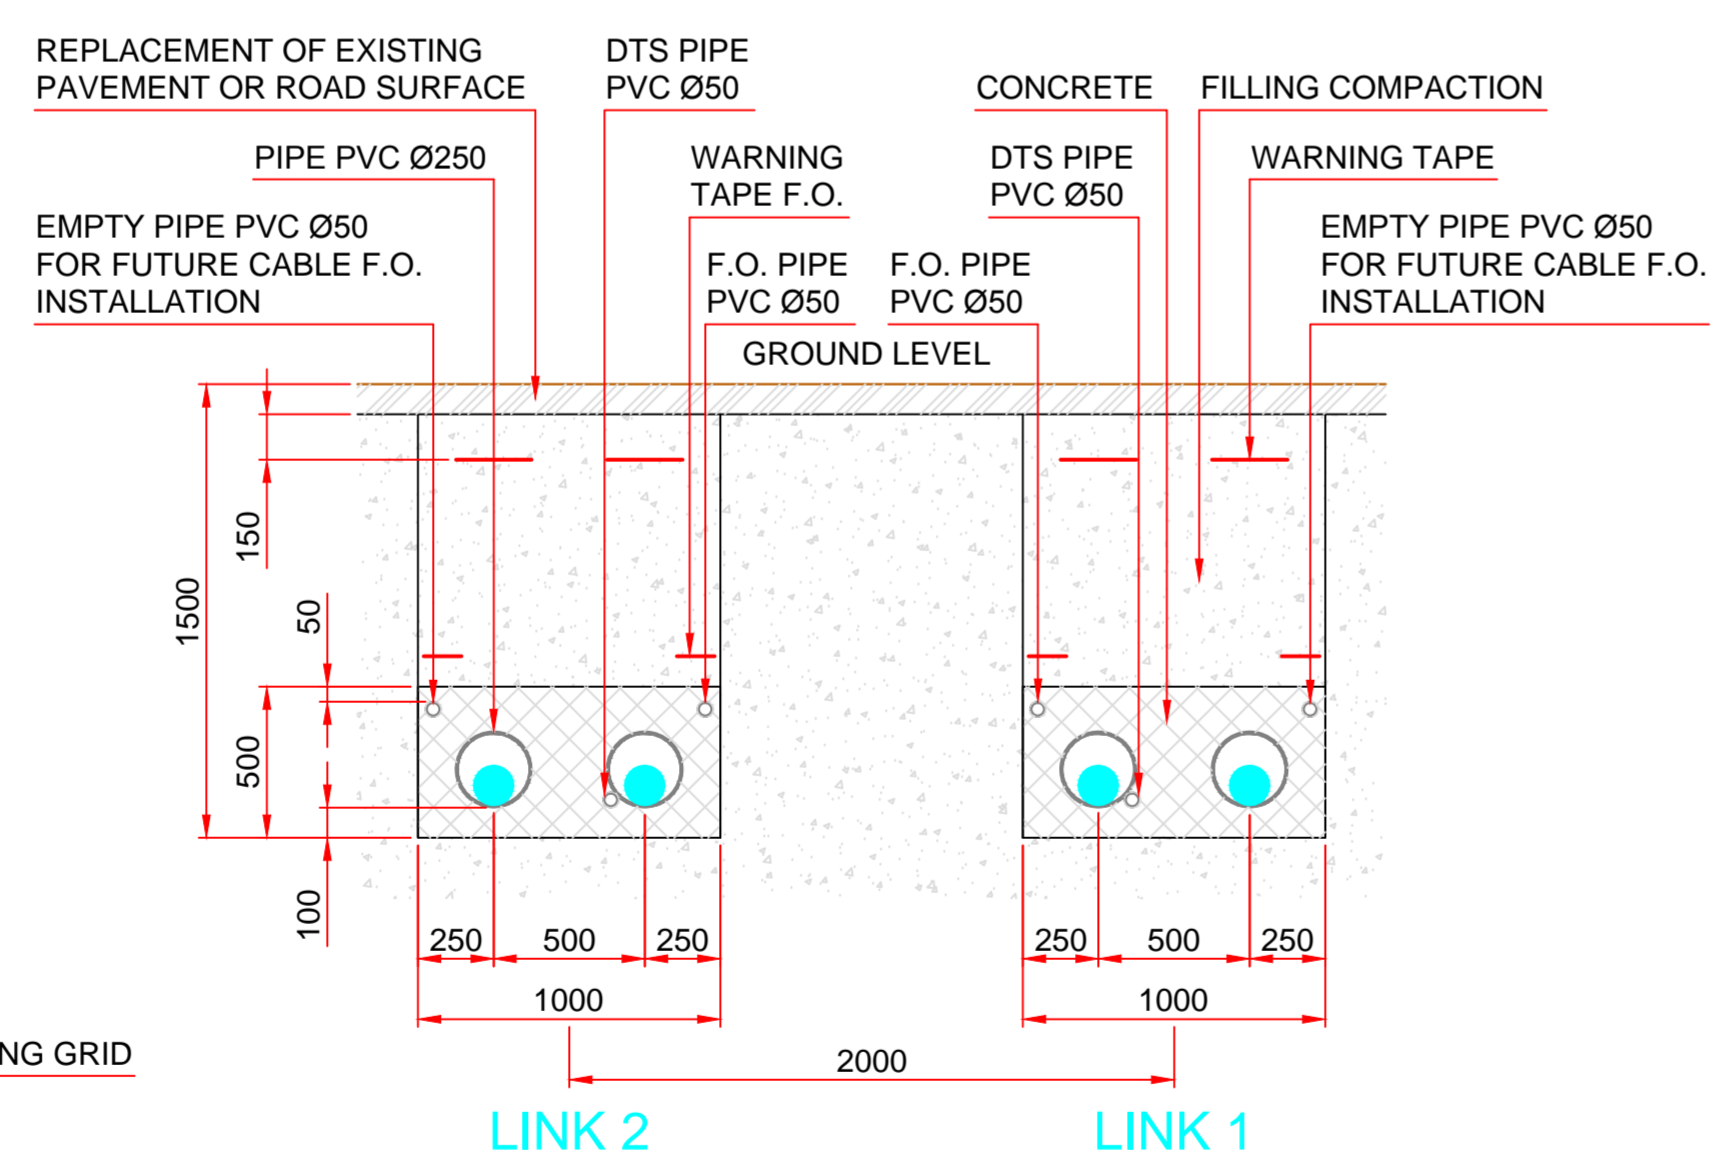 REPLACEMENT OF EXISTING
PAVEMENT OR ROAD SURFACE
DTS PIPE
PVC Ø50
CONCRETE
FILLING COMPACTION
PIPE PVC Ø250
WARNING
TAPE F.O.
DTS PIPE
PVC Ø50
WARNING TAPE
EMPTY PIPE PVC Ø50
FOR FUTURE CABLE F.O.
INSTALLATION
F.O. PIPE
PVC Ø50
F.O. PIPE
PVC Ø50
EMPTY PIPE PVC Ø50
FOR FUTURE CABLE F.O.
INSTALLATION
GROUND LEVEL
150
1500
50
500
100
250
500
250
250
500
250
1000
1000
NG GRID
2000
LINK 2
LINK 1